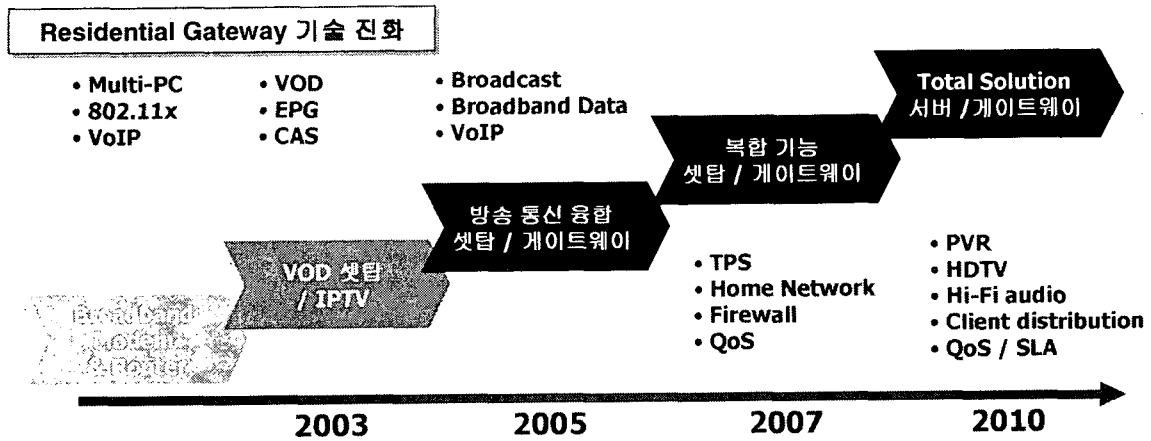 Residential Gateway 기술 진화
• Multi-PC
• 802.11x
• VoIP
• VOD
• EPG
• CAS
• Broadcast
• Broadband Data
• VoIP
Total Solution
서버 / 게이트웨이
복합 기능
셋탑 / 게이트웨이
방송 통신 융합
셋탑 / 게이트웨이
VOD 셋탑
/ IPTV
Broadband
Modem
& Router
• TPS
• Home Network
• Firewall
• QoS
• PVR
• HDTV
• Hi-Fi audio
• Client distribution
• QoS / SLA
2003
2005
2007
2010